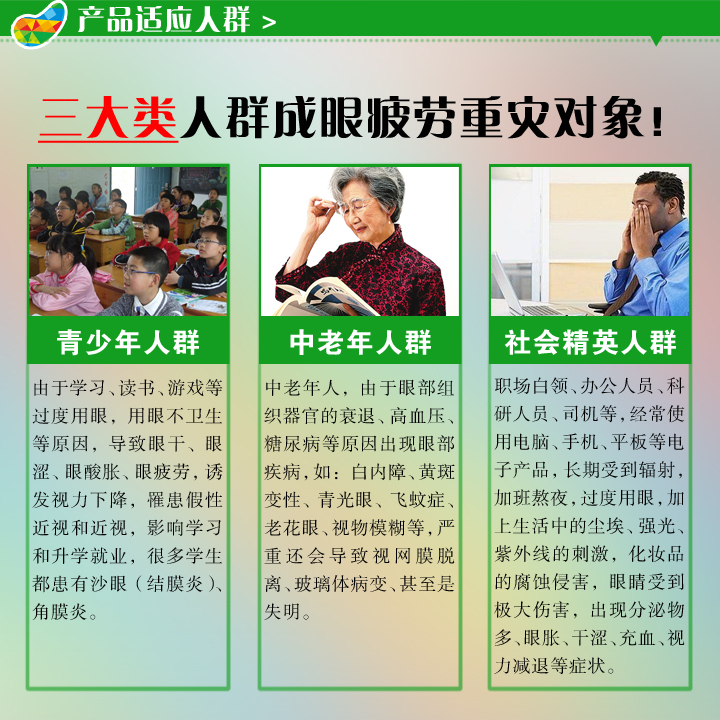 产品适应人群 >
三大类人群成眼疲劳重灾对象!
青少年人群
由于学习、读书、游戏等
过度用眼，用眼不卫生
等原因，导致眼干、眼
涩、眼酸胀、眼疲劳，诱
发视力下降，罹患假性
近视和近视，影响学习
和升学就业，很多学生
都患有沙眼（结膜炎）、
角膜炎。
中老年人群
中老年人，由于眼部组
织器官的衰退、高血压、
糖尿病等原因出现眼部
疾病，如：白内障、黄斑
变性、青光眼、飞蚊症、
老花眼、视物模糊等，严
重还会导致视网膜脱
离、玻璃体病变、甚至是
失明。
社会精英人群
职场白领、办公人员、科
研人员、司机等，经常使
用电脑、手机、平板等电
子产品，长期受到辐射，
加班熬夜，过度用眼，加
上生活中的尘埃、强光、
紫外线的刺激，化妆品
的腐蚀侵害，眼睛受到
极大伤害，出现分泌物
多、眼胀、干涩、充血、视
力减退等症状。